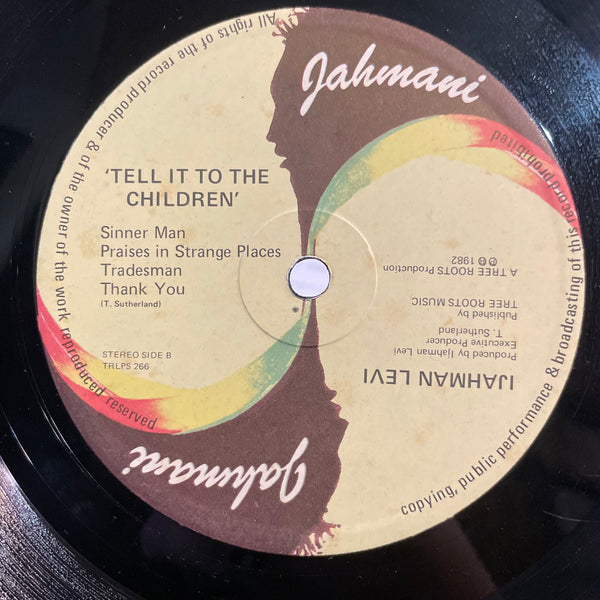 Jahmani
'TELL IT TO THE
CHILDREN'
Sinner Man
Praises in Strange Places
Tradesman
Thank You
(T. Sutherland)
STEREO SIDE B
TRLPS 266
IJAHMAN LEVI
Produced by Ijahman Levi
Executive Producer
T. Sutherland
Published by
TREE ROOTS MUSIC
℗ © 1982
A TREE ROOTS Production
Jahmani
All rights of the record producer & of the owner of the work reproduced reserved
copying, public performance & broadcasting of this record prohibited